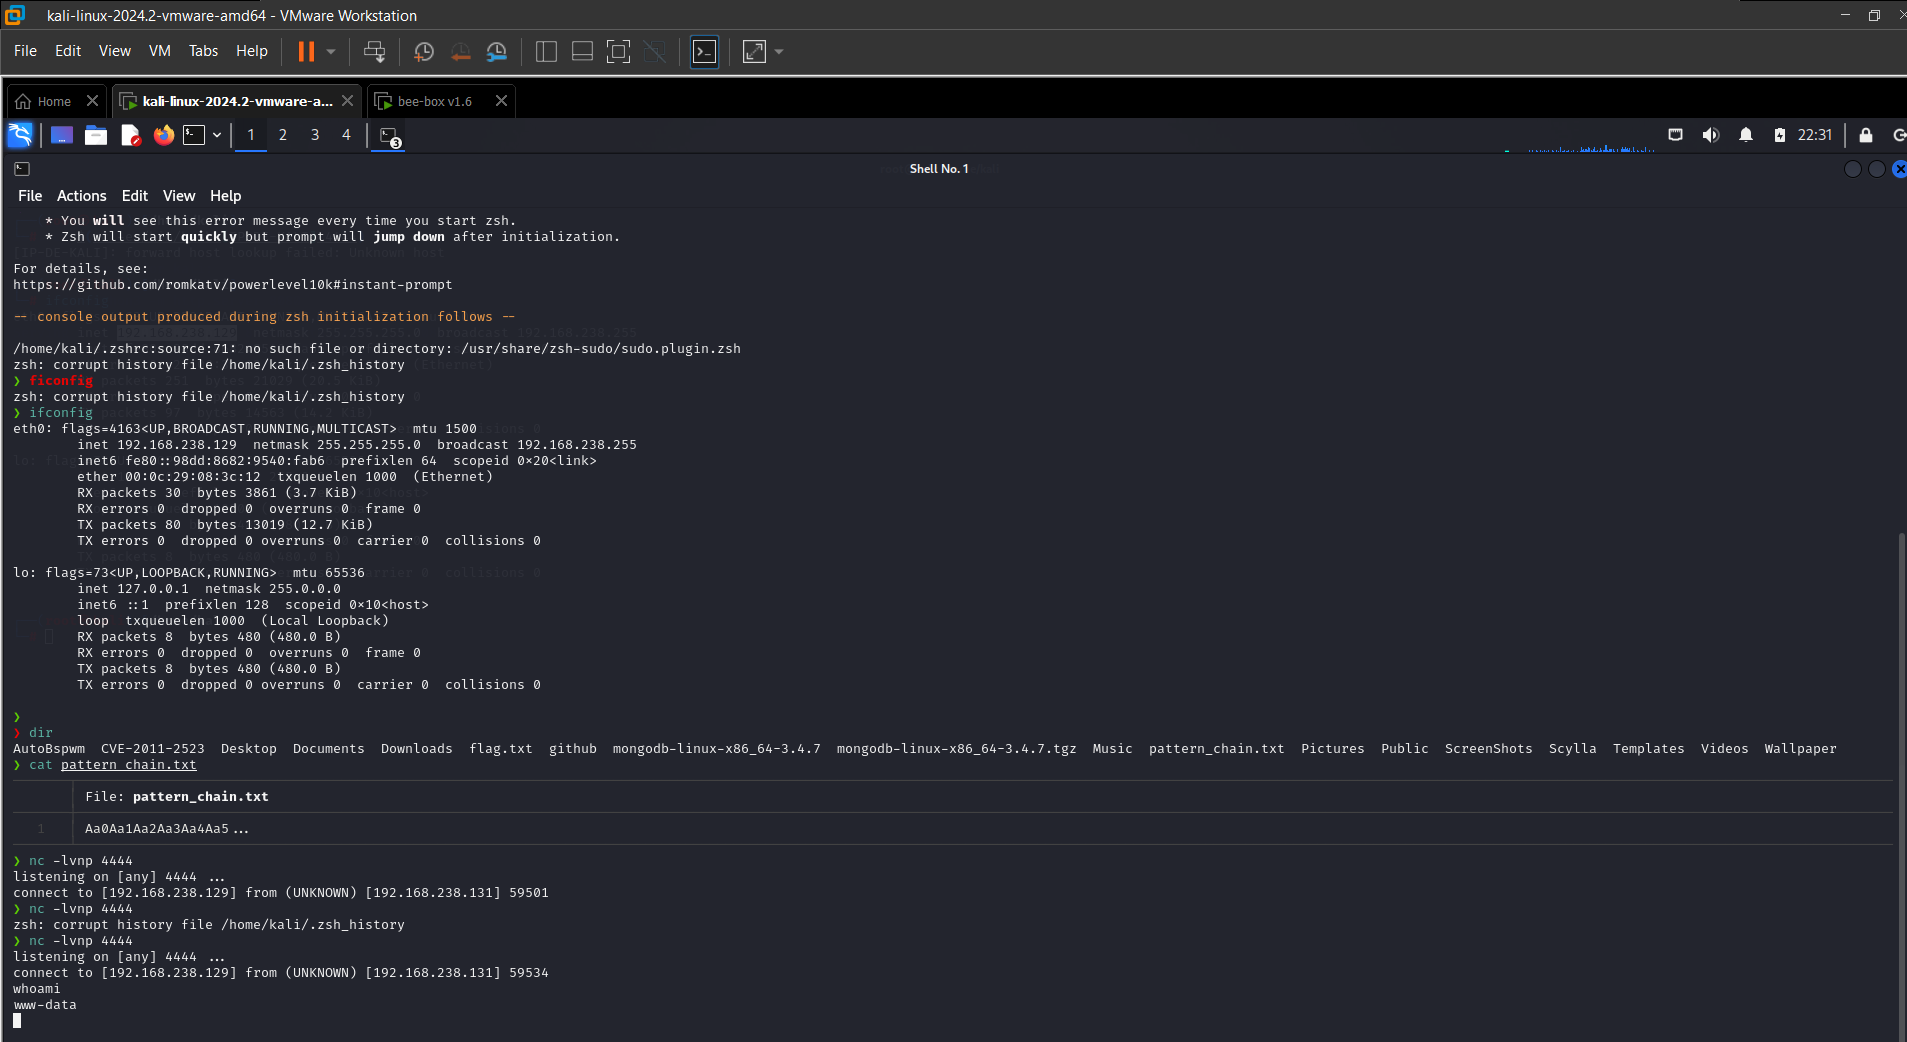 kali-linux-2024.2-vmware-amd64 - VMware Workstation
File Edit View VM Tabs Help
Home kali-linux-2024.2-vmware-a... bee-box v1.6
1 2 3 4 3 22:31
Shell No. 1
File Actions Edit View Help
* You will see this error message every time you start zsh.
* Zsh will start quickly but prompt will jump down after initialization.
For details, see:
https://github.com/romkatv/powerlevel10k#instant-prompt
-- console output produced during zsh initialization follows --
/home/kali/.zshrc:source:71: no such file or directory: /usr/share/zsh-sudo/sudo.plugin.zsh
zsh: corrupt history file /home/kali/.zsh_history
❯ ficonfig
zsh: corrupt history file /home/kali/.zsh_history
❯ ifconfig
eth0: flags=4163<UP,BROADCAST,RUNNING,MULTICAST> mtu 1500
inet 192.168.238.129 netmask 255.255.255.0 broadcast 192.168.238.255
inet6 fe80::98dd:8682:9540:fab6 prefixlen 64 scopeid 0×20<link>
ether 00:0c:29:08:3c:12 txqueuelen 1000 (Ethernet)
RX packets 30 bytes 3861 (3.7 KiB)
RX errors 0 dropped 0 overruns 0 frame 0
TX packets 80 bytes 13019 (12.7 KiB)
TX errors 0 dropped 0 overruns 0 carrier 0 collisions 0
lo: flags=73<UP,LOOPBACK,RUNNING> mtu 65536
inet 127.0.0.1 netmask 255.0.0.0
inet6 ::1 prefixlen 128 scopeid 0×10<host>
loop txqueuelen 1000 (Local Loopback)
RX packets 8 bytes 480 (480.0 B)
RX errors 0 dropped 0 overruns 0 frame 0
TX packets 8 bytes 480 (480.0 B)
TX errors 0 dropped 0 overruns 0 carrier 0 collisions 0
❯
❯ dir
AutoBspwm CVE-2011-2523 Desktop Documents Downloads flag.txt github mongodb-linux-x86_64-3.4.7 mongodb-linux-x86_64-3.4.7.tgz Music pattern_chain.txt Pictures Public ScreenShots Scylla Templates Videos Wallpaper
❯ cat pattern_chain.txt
File: pattern_chain.txt
1 Aa0Aa1Aa2Aa3Aa4Aa5...
❯ nc -lvnp 4444
listening on [any] 4444 ...
connect to [192.168.238.129] from (UNKNOWN) [192.168.238.131] 59501
❯ nc -lvnp 4444
zsh: corrupt history file /home/kali/.zsh_history
❯ nc -lvnp 4444
listening on [any] 4444 ...
connect to [192.168.238.129] from (UNKNOWN) [192.168.238.131] 59534
whoami
www-data